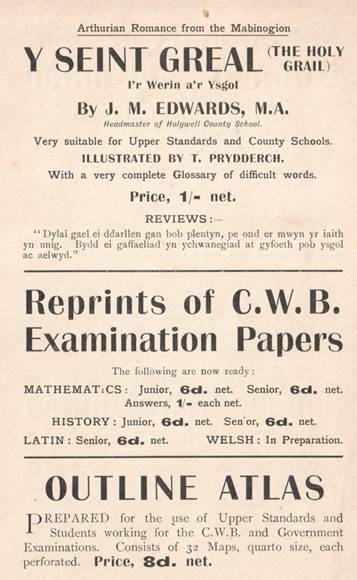 Arthurian Romance from the Mabinogion
Y SEINT GREAL (THE HOLY GRAIL)
I'r Werin a'r Ysgol
By J. M. EDWARDS, M.A.
Headmaster of Holywell County School.
Very suitable for Upper Standards and County Schools.
ILLUSTRATED BY T. PRYDDERCH.
With a very complete Glossary of difficult words.
Price, 1/- net.
REVIEWS:—
"Dylai gael ei ddarllen gan bob plentyn, pe ond er mwyn yr iaith
yn unig. Bydd ei gaffaeliad yn ychwanegiad at gyfoeth pob ysgol
ac aelwyd."
Reprints of C.W.B.
Examination Papers
The following are now ready:
MATHEMATICS: Junior, 6d. net. Senior, 6d. net.
Answers, 1/- each net.
HISTORY: Junior, 6d. net. Sen'or, 6d. net.
LATIN: Senior, 6d. net. WELSH: In Preparation.
OUTLINE ATLAS
PREPARED for the use of Upper Standards and
Students working for the C.W.B. and Government
Examinations. Consists of 32 Maps, quarto size, each
perforated. Price, 8d. net.